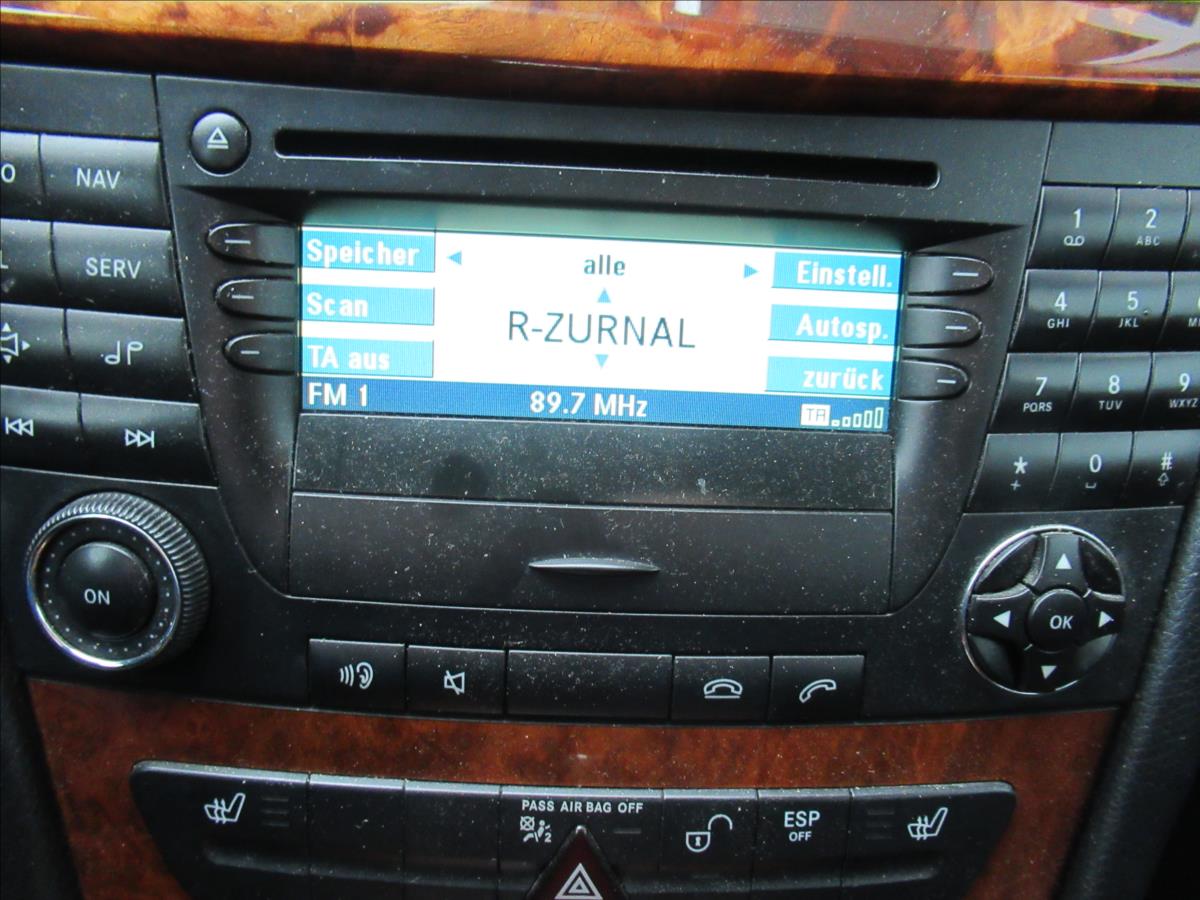 NAV
SERV
ON
Speicher
Scan
TA aus
alle
R-ZURNAL
Einstell.
Autosp.
zurück
FM 1
89.7 MHz
TA
1
2
ABC
4
GHI
5
JKL
7
PQRS
8
TUV
9
WXYZ
*
+
0
#
OK
PASS AIR BAG OFF
2
ESP
OFF